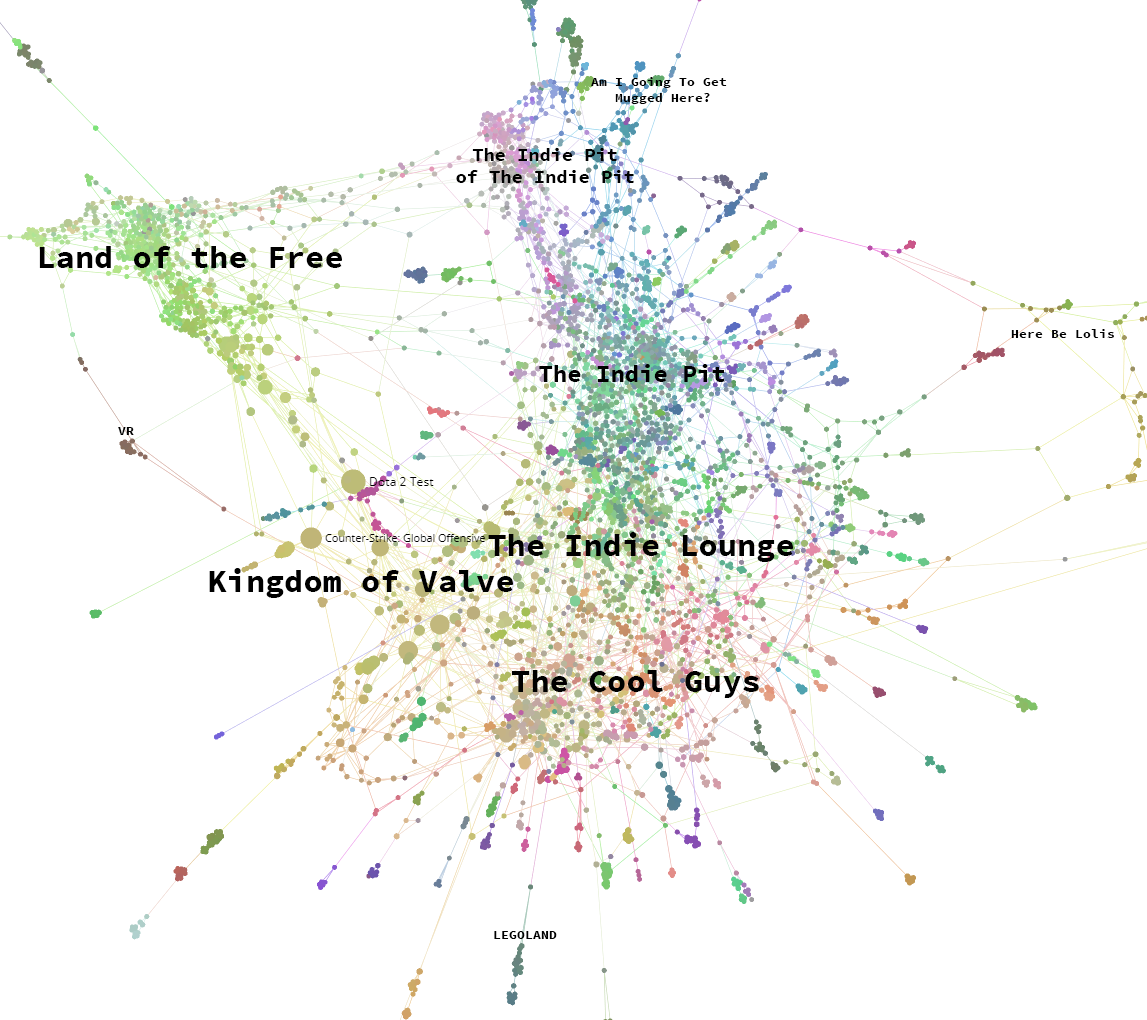 Am I Going To Get
Mugged Here?
The Indie Pit
of The Indie Pit
Land of the Free
Here Be Lolis
The Indie Pit
VR
Dota 2 Test
Counter-Strike: Global Offensive
The Indie Lounge
Kingdom of Valve
The Cool Guys
LEGOLAND